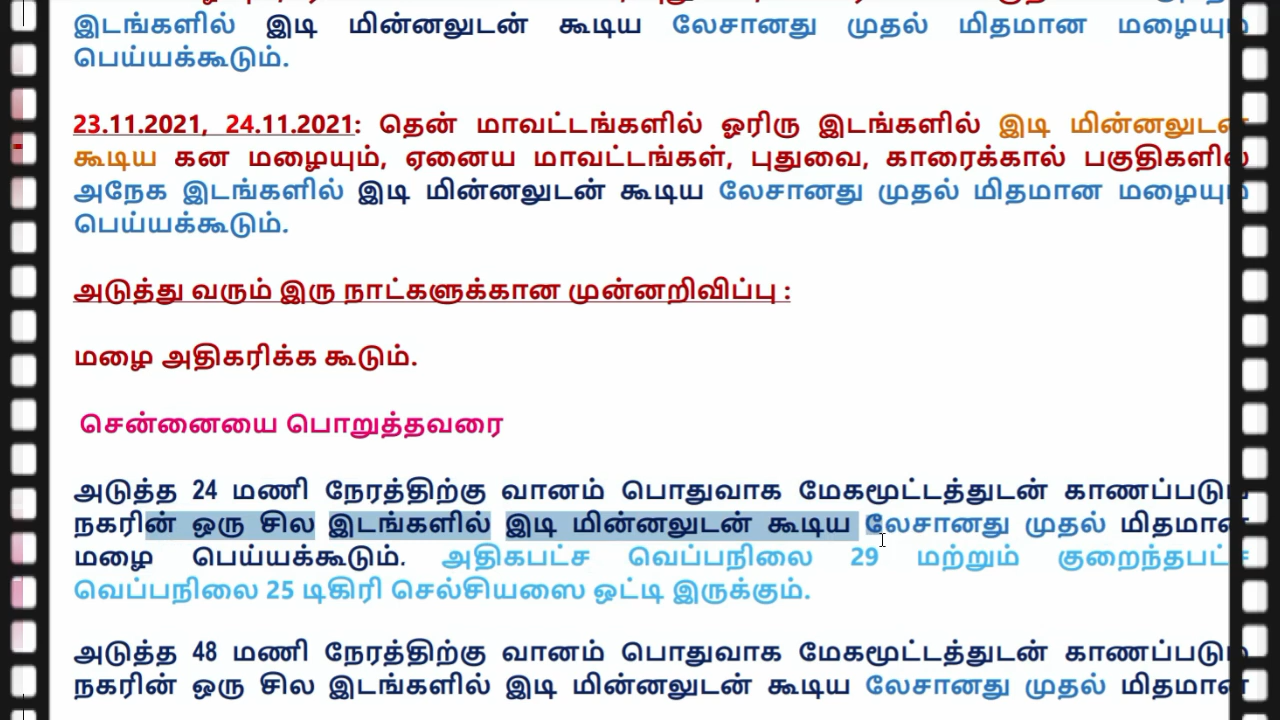 இடங்களில் இடி மின்னலுடன் கூடிய லேசானது முதல் மிதமான மழையும்
பெய்யக்கூடும்.
23.11.2021, 24.11.2021: தென் மாவட்டங்களில் ஓரிரு இடங்களில் இடி மின்னலுடன்
கூடிய கன மழையும், ஏனைய மாவட்டங்கள், புதுவை, காரைக்கால் பகுதிகளில்
அநேக இடங்களில் இடி மின்னலுடன் கூடிய லேசானது முதல் மிதமான மழையும்
பெய்யக்கூடும்.
அடுத்து வரும் இரு நாட்களுக்கான முன்னறிவிப்பு :
மழை அதிகரிக்க கூடும்.
சென்னையை பொறுத்தவரை
அடுத்த 24 மணி நேரத்திற்கு வானம் பொதுவாக மேகமூட்டத்துடன் காணப்படும்
நகரின் ஒரு சில இடங்களில் இடி மின்னலுடன் கூடிய லேசானது முதல் மிதமான
மழை பெய்யக்கூடும். அதிகபட்ச வெப்பநிலை 29 மற்றும் குறைந்தபட்ச
வெப்பநிலை 25 டிகிரி செல்சியஸை ஒட்டி இருக்கும்.
அடுத்த 48 மணி நேரத்திற்கு வானம் பொதுவாக மேகமூட்டத்துடன் காணப்படும்
நகரின் ஒரு சில இடங்களில் இடி மின்னலுடன் கூடிய லேசானது முதல் மிதமான